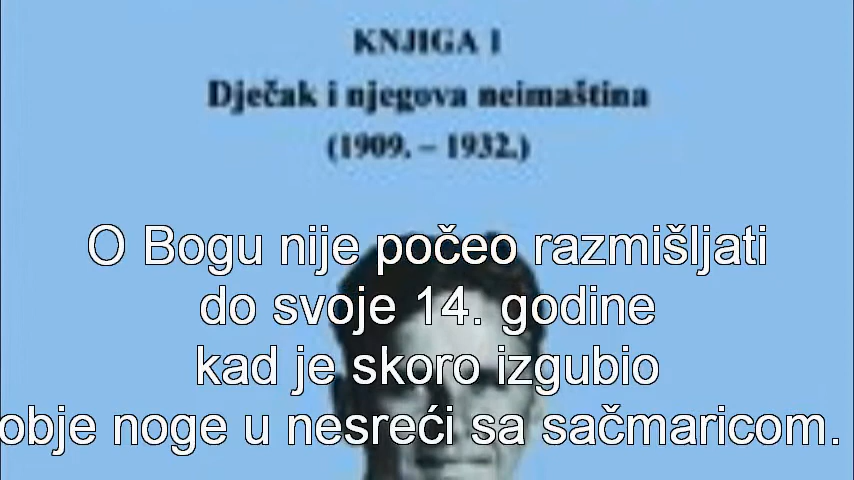 KNJIGA 1
Dječak i njegova neimaština
(1909. – 1932.)
O Bogu nije počeo razmišljati
do svoje 14. godine
kad je skoro izgubio
obje noge u nesreći sa sačmaricom.